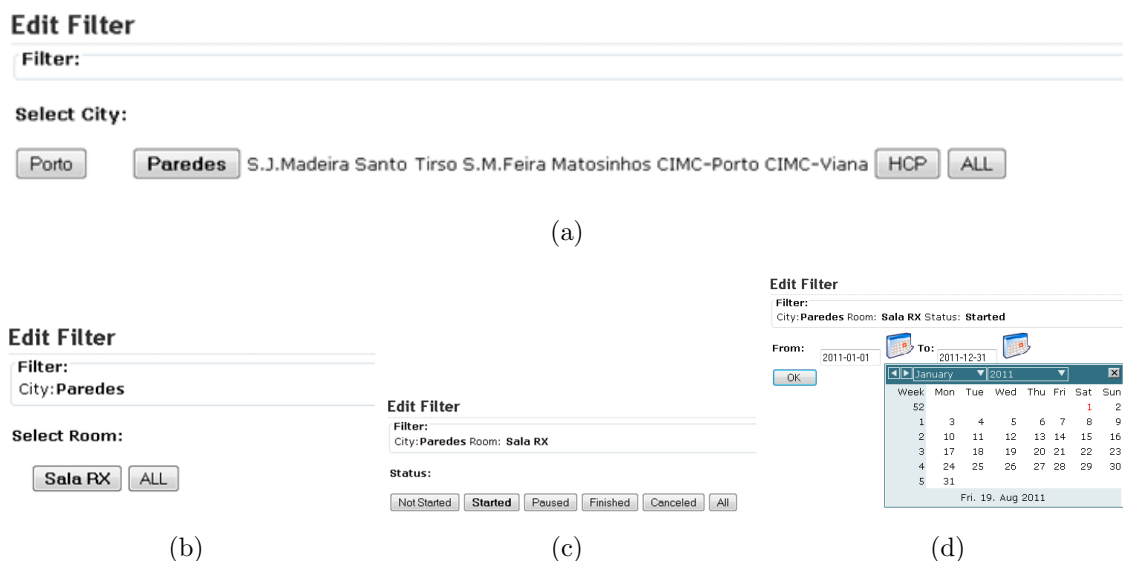 Edit Filter
Filter:
Select City:
Porto Paredes S.J.Madeira Santo Tirso S.M.Feira Matosinhos CIMC-Porto CIMC-Viana HCP ALL
(a)
Edit Filter
Filter:
City: Paredes
Select Room:
Sala RX ALL
(b)
Edit Filter
Filter:
City: Paredes Room: Sala RX
Status:
Not Started Started Paused Finished Canceled All
(c)
Edit Filter
Filter:
City: Paredes Room: Sala RX Status: Started
From: 2011-01-01 To: 2011-12-31
OK
January 2011 X
Week Mon Tue Wed Thu Fri Sat Sun
52 1 2
1 3 4 5 6 7 8 9
2 10 11 12 13 14 15 16
3 17 18 19 20 21 22 23
4 24 25 26 27 28 29 30
5 31
Fri. 19. Aug 2011
(d)